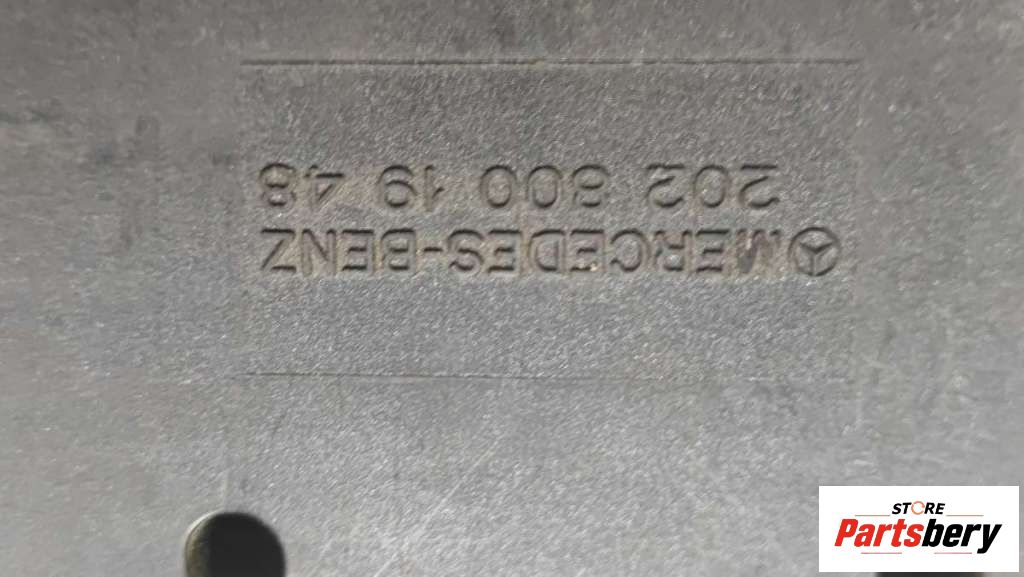 MERCEDES-BENZ
202 800 19 48
STORE
Partsbery